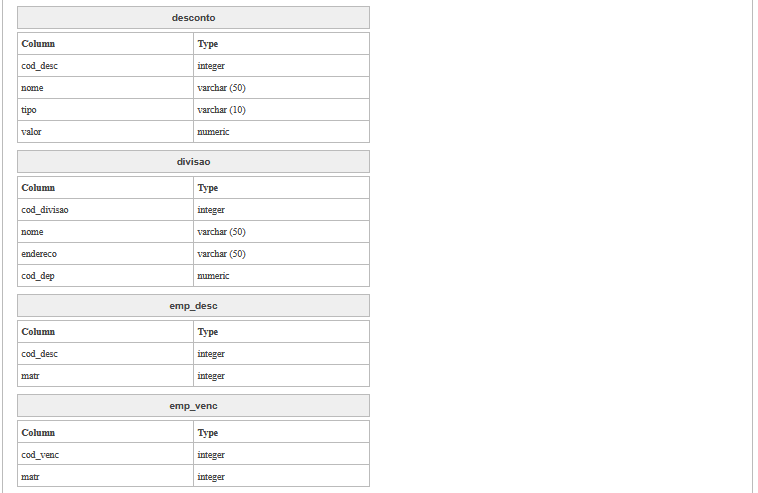 desconto
Column Type
cod_desc integer
nome varchar (50)
tipo varchar (10)
valor numeric
divisao
Column Type
cod_divisao integer
nome varchar (50)
endereco varchar (50)
cod_dep numeric
emp_desc
Column Type
cod_desc integer
matr integer
emp_venc
Column Type
cod_venc integer
matr integer